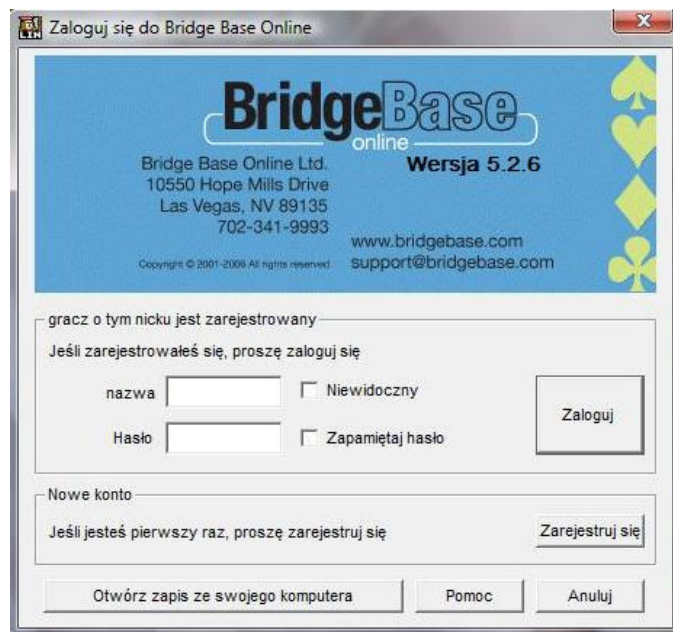 Zaloguj się do Bridge Base Online
BridgeBase
online
Wersja 5.2.6
Bridge Base Online Ltd.
10550 Hope Mills Drive
Las Vegas, NV 89135
702-341-9993
www.bridgebase.com
Copyright © 2001-2008 All rights reserved
support@bridgebase.com
gracz o tym nicku jest zarejestrowany
Jeśli zarejestrowałeś się, proszę zaloguj się
nazwa
Niewidoczny
Zaloguj
Hasło
Zapamiętaj hasło
Nowe konto
Jeśli jesteś pierwszy raz, proszę zarejestruj się
Zarejestruj się
Otwórz zapis ze swojego komputera
Pomoc
Anuluj